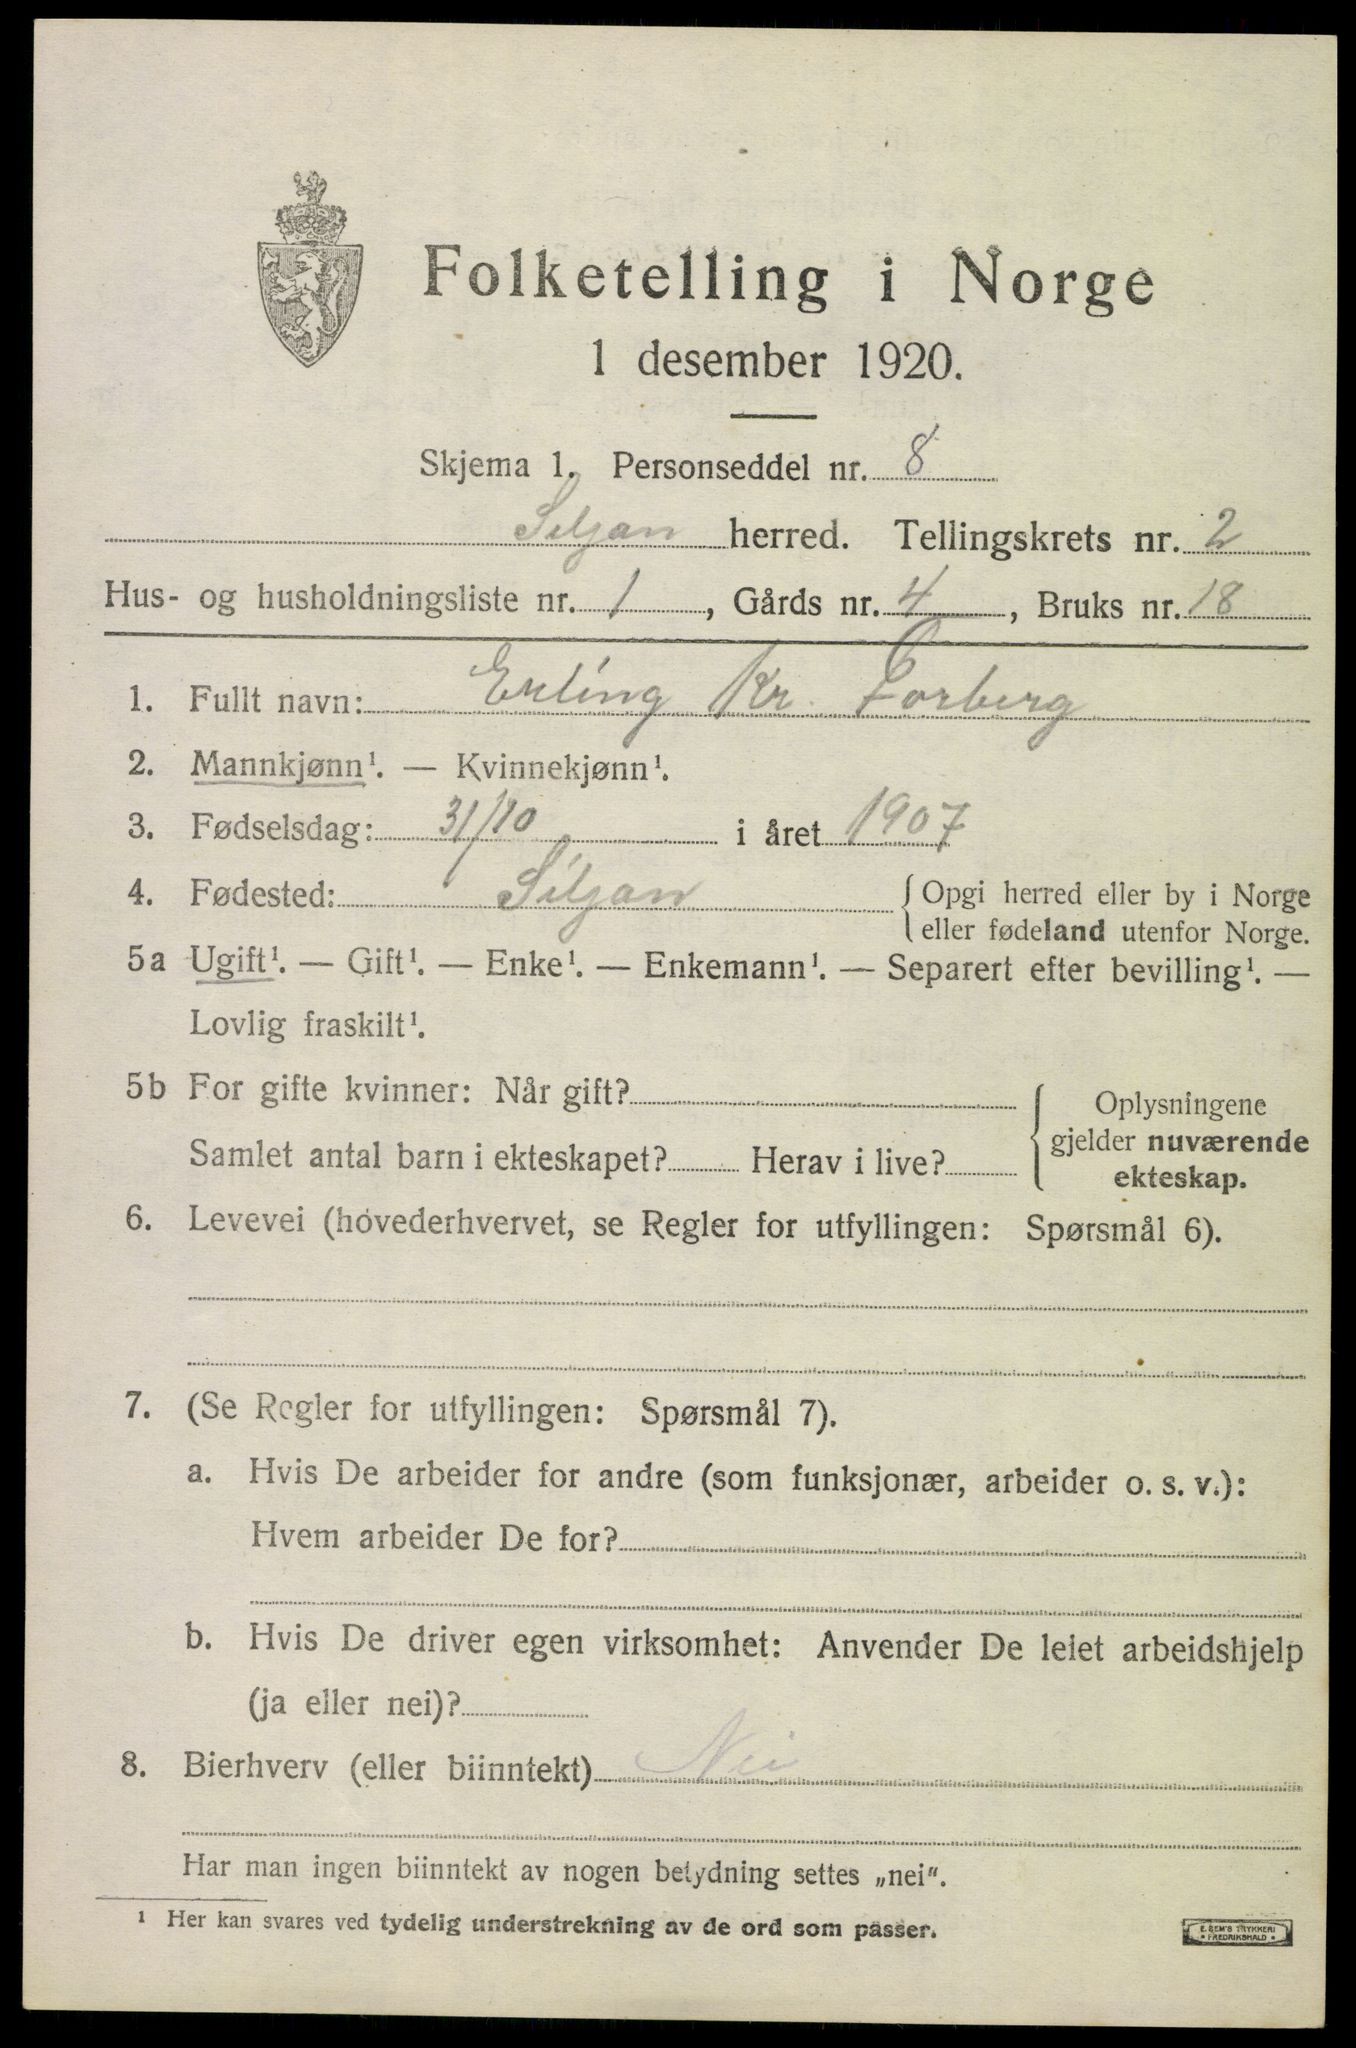 Folketelling i Norge
1 desember 1920.
Skjema 1. Personseddel nr. 8
Siljan herred. Tellingskrets nr. 2
Hus- og husholdningsliste nr. 1, Gårds nr. 4, Bruks nr. 18
1. Fullt navn: Erling Kr.
2. Mannkjønn¹. — Kvinnekjønn¹.
3. Fødselsdag: 31/10 i året 1907
4. Fødested: Siljan { Opgi herred eller by i Norge
eller fødeland utenfor Norge.
5a Ugift¹. — Gift¹. — Enke¹. — Enkemann¹. — Separert efter bevilling¹. —
Lovlig fraskilt¹.
5b For gifte kvinner: Når gift?
Samlet antal barn i ekteskapet? Herav i live?
Oplysningene
gjelder nuværende
ekteskap.
6. Levevei (hovederhvervet, se Regler for utfyllingen: Spørsmål 6).
7. (Se Regler for utfyllingen: Spørsmål 7).
a. Hvis De arbeider for andre (som funksjonær, arbeider o. s. v.):
Hvem arbeider De for?
b. Hvis De driver egen virksomhet: Anvender De leiet arbeidshjelp
(ja eller nei)?
8. Bierhverv (eller biinntekt) Nei
Har man ingen biinntekt av nogen betydning settes „nei“.
¹ Her kan svares ved tydelig understrekning av de ord som passer.
E. SEM'S TRYKKERI
• FREDRIKSHALD •